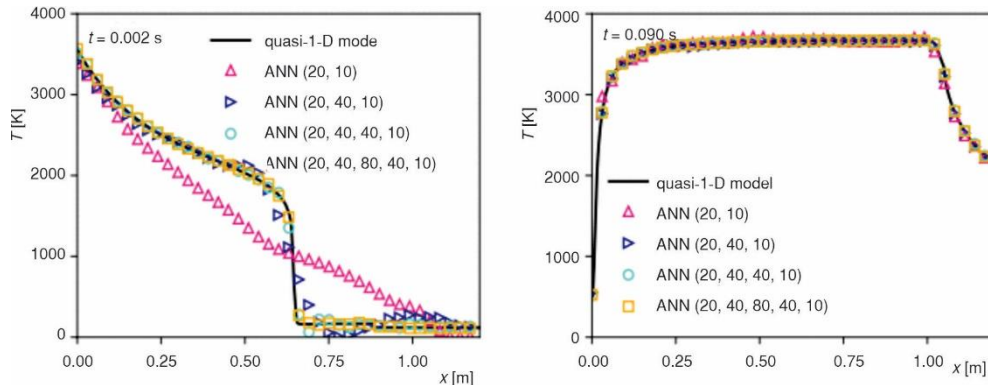 4000
3000
2000
1000
0
T [K]
t = 0.002 s
quasi-1-D mode
ANN (20, 10)
ANN (20, 40, 10)
ANN (20, 40, 40, 10)
ANN (20, 40, 80, 40, 10)
0.00 0.25 0.50 0.75 1.00
x [m]
4000
3000
2000
1000
0
T [K]
t = 0.090 s
quasi-1-D model
ANN (20, 10)
ANN (20, 40, 10)
ANN (20, 40, 40, 10)
ANN (20, 40, 80, 40, 10)
0.00 0.25 0.50 0.75 1.00
x [m]